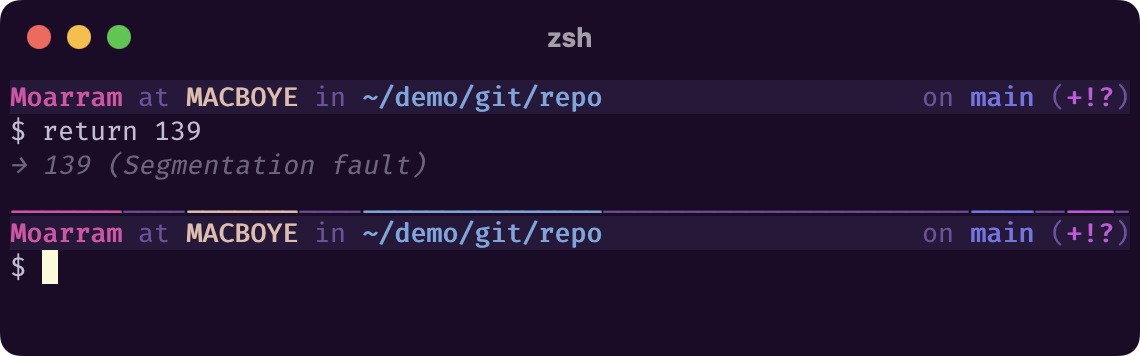 zsh
Moarram at MACBOYE in ~/demo/git/repo on main (+!?)
$ return 139
→ 139 (Segmentation fault)
Moarram at MACBOYE in ~/demo/git/repo on main (+!?)
$